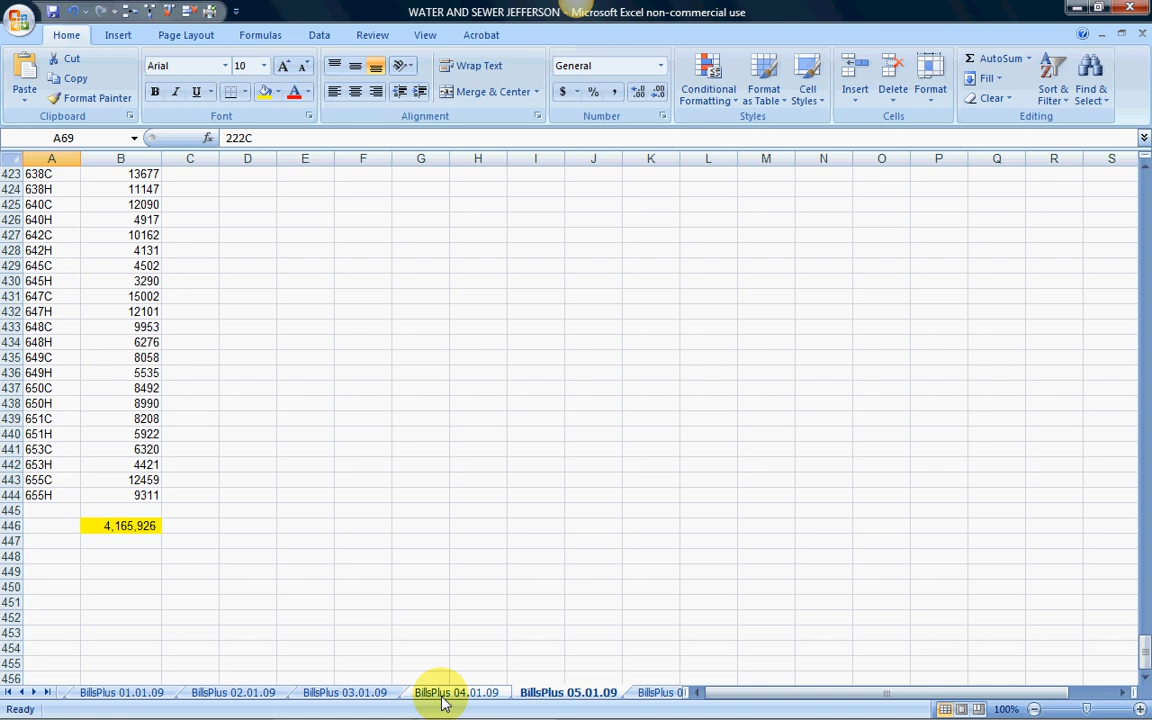 WATER AND SEWER JEFFERSON - Microsoft Excel non-commercial use
Home Insert Page Layout Formulas Data Review View Acrobat
Paste
Cut
Copy
Format Painter
Clipboard
Arial 10
B I U
Font
Wrap Text
Merge & Center
Alignment
General
$ % ,
Number
Conditional Formatting
Format as Table
Cell Styles
Styles
Insert Delete Format
Cells
Σ AutoSum
Fill
Clear
Sort & Filter
Find & Select
Editing
A69 fx 222C
A B C D E F G H I J K L M N O P Q R S
423 638C 13677
424 638H 11147
425 640C 12090
426 640H 4917
427 642C 10162
428 642H 4131
429 645C 4502
430 645H 3290
431 647C 15002
432 647H 12101
433 648C 9953
434 648H 6276
435 649C 8058
436 649H 5535
437 650C 8492
438 650H 8990
439 651C 8208
440 651H 5922
441 653C 6320
442 653H 4421
443 655C 12459
444 655H 9311
445
446 4,165,926
447
448
449
450
451
452
453
454
455
456
BillsPlus 01.01.09 BillsPlus 02.01.09 BillsPlus 03.01.09 BillsPlus 04.01.09 BillsPlus 05.01.09 BillsPlus 0
Ready 100%